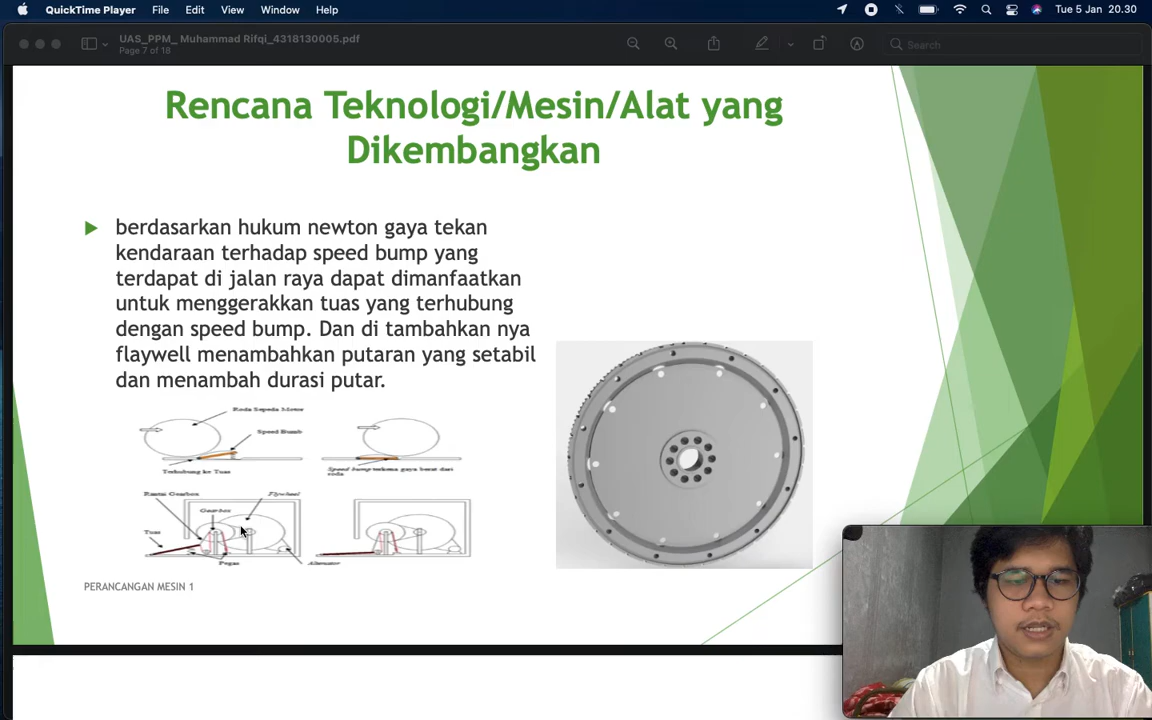 QuickTime Player File Edit View Window Help Tue 5 Jan 20.30
UAS_PPM_ Muhammad Rifqi_4318130005.pdf
Page 7 of 18
Search
Rencana Teknologi/Mesin/Alat yang
Dikembangkan
berdasarkan hukum newton gaya tekan
kendaraan terhadap speed bump yang
terdapat di jalan raya dapat dimanfaatkan
untuk menggerakkan tuas yang terhubung
dengan speed bump. Dan di tambahkan nya
flaywell menambahkan putaran yang setabil
dan menambah durasi putar.
Roda Sepeda Motor
Speed Bumb
Terhubung ke Tuas
Speed bump terkena gaya berat dari
roda
Rantai Gearbox
Flywheel
Gearbox
Tuas
Pegas
Alternator
PERANCANGAN MESIN 1